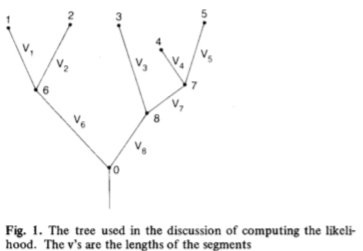 1
2
3
5
4
V₁
V₂
V₃
V₄
V₅
6
7
V₇
8
V₆
V₈
0
Fig. 1. The tree used in the discussion of computing the likeli-
hood. The v's are the lengths of the segments